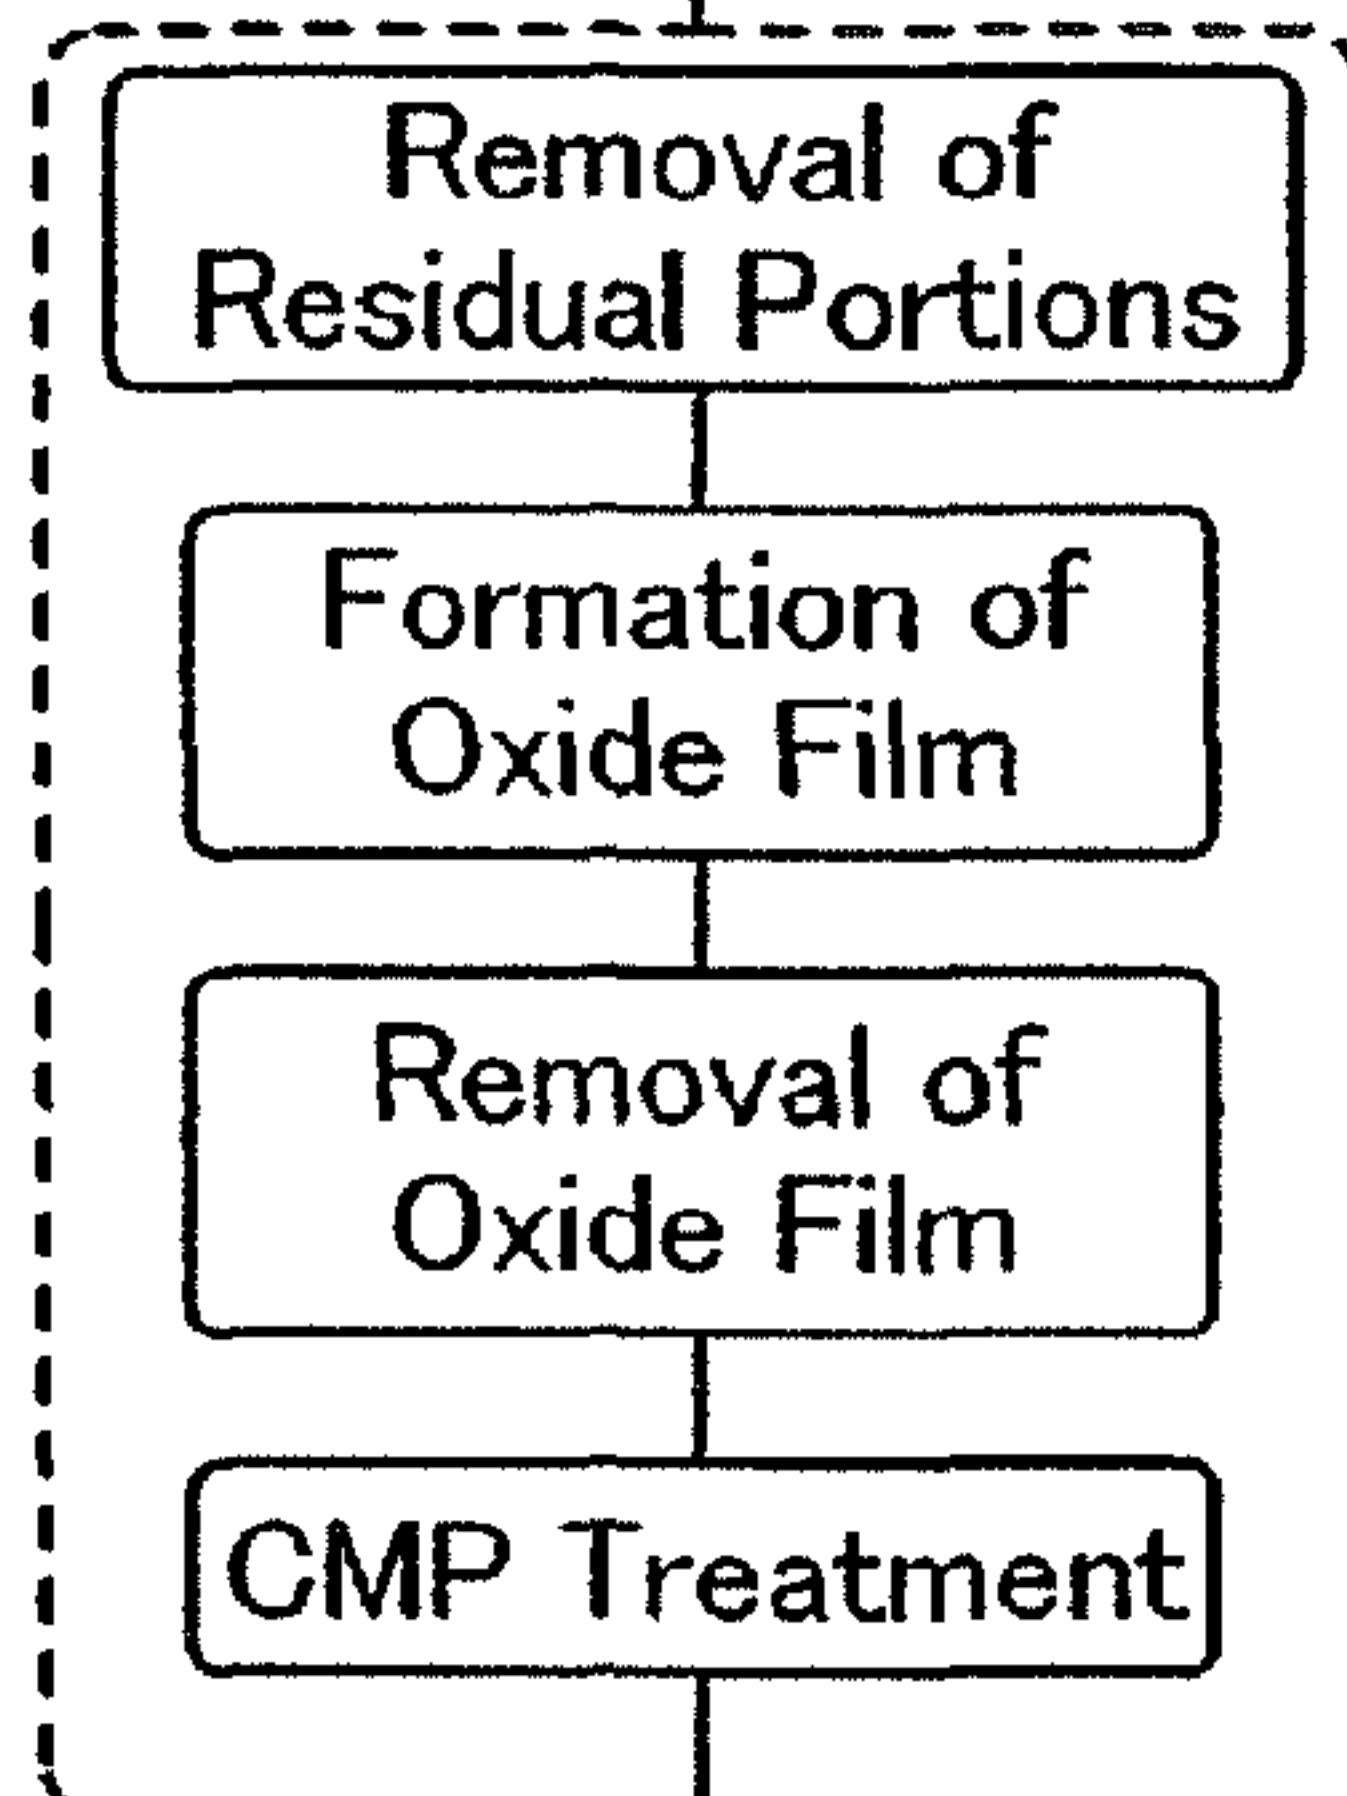 Removal of
Residual Portions
Formation of
Oxide Film
Removal of
Oxide Film
CMP Treatment